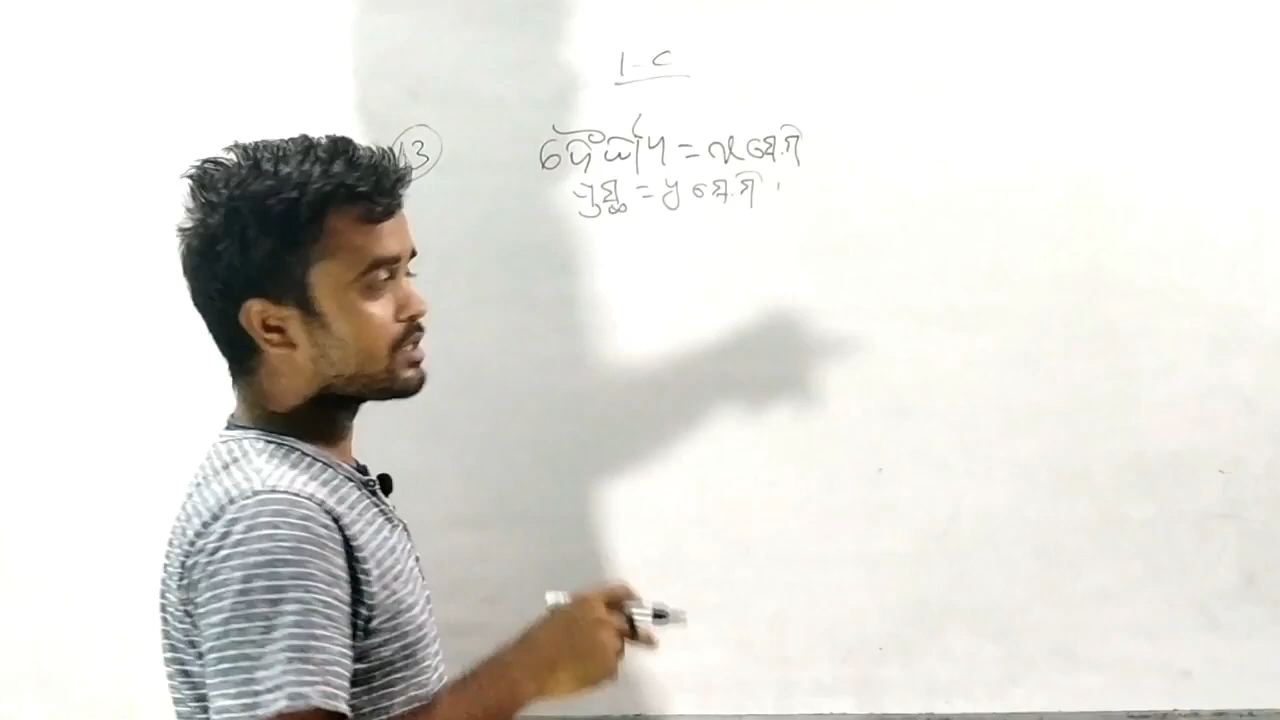 1-C
13
ଦୈର୍ଘ୍ୟ = x ସେ.ମି
ପ୍ରସ୍ଥ = y ସେ.ମି.